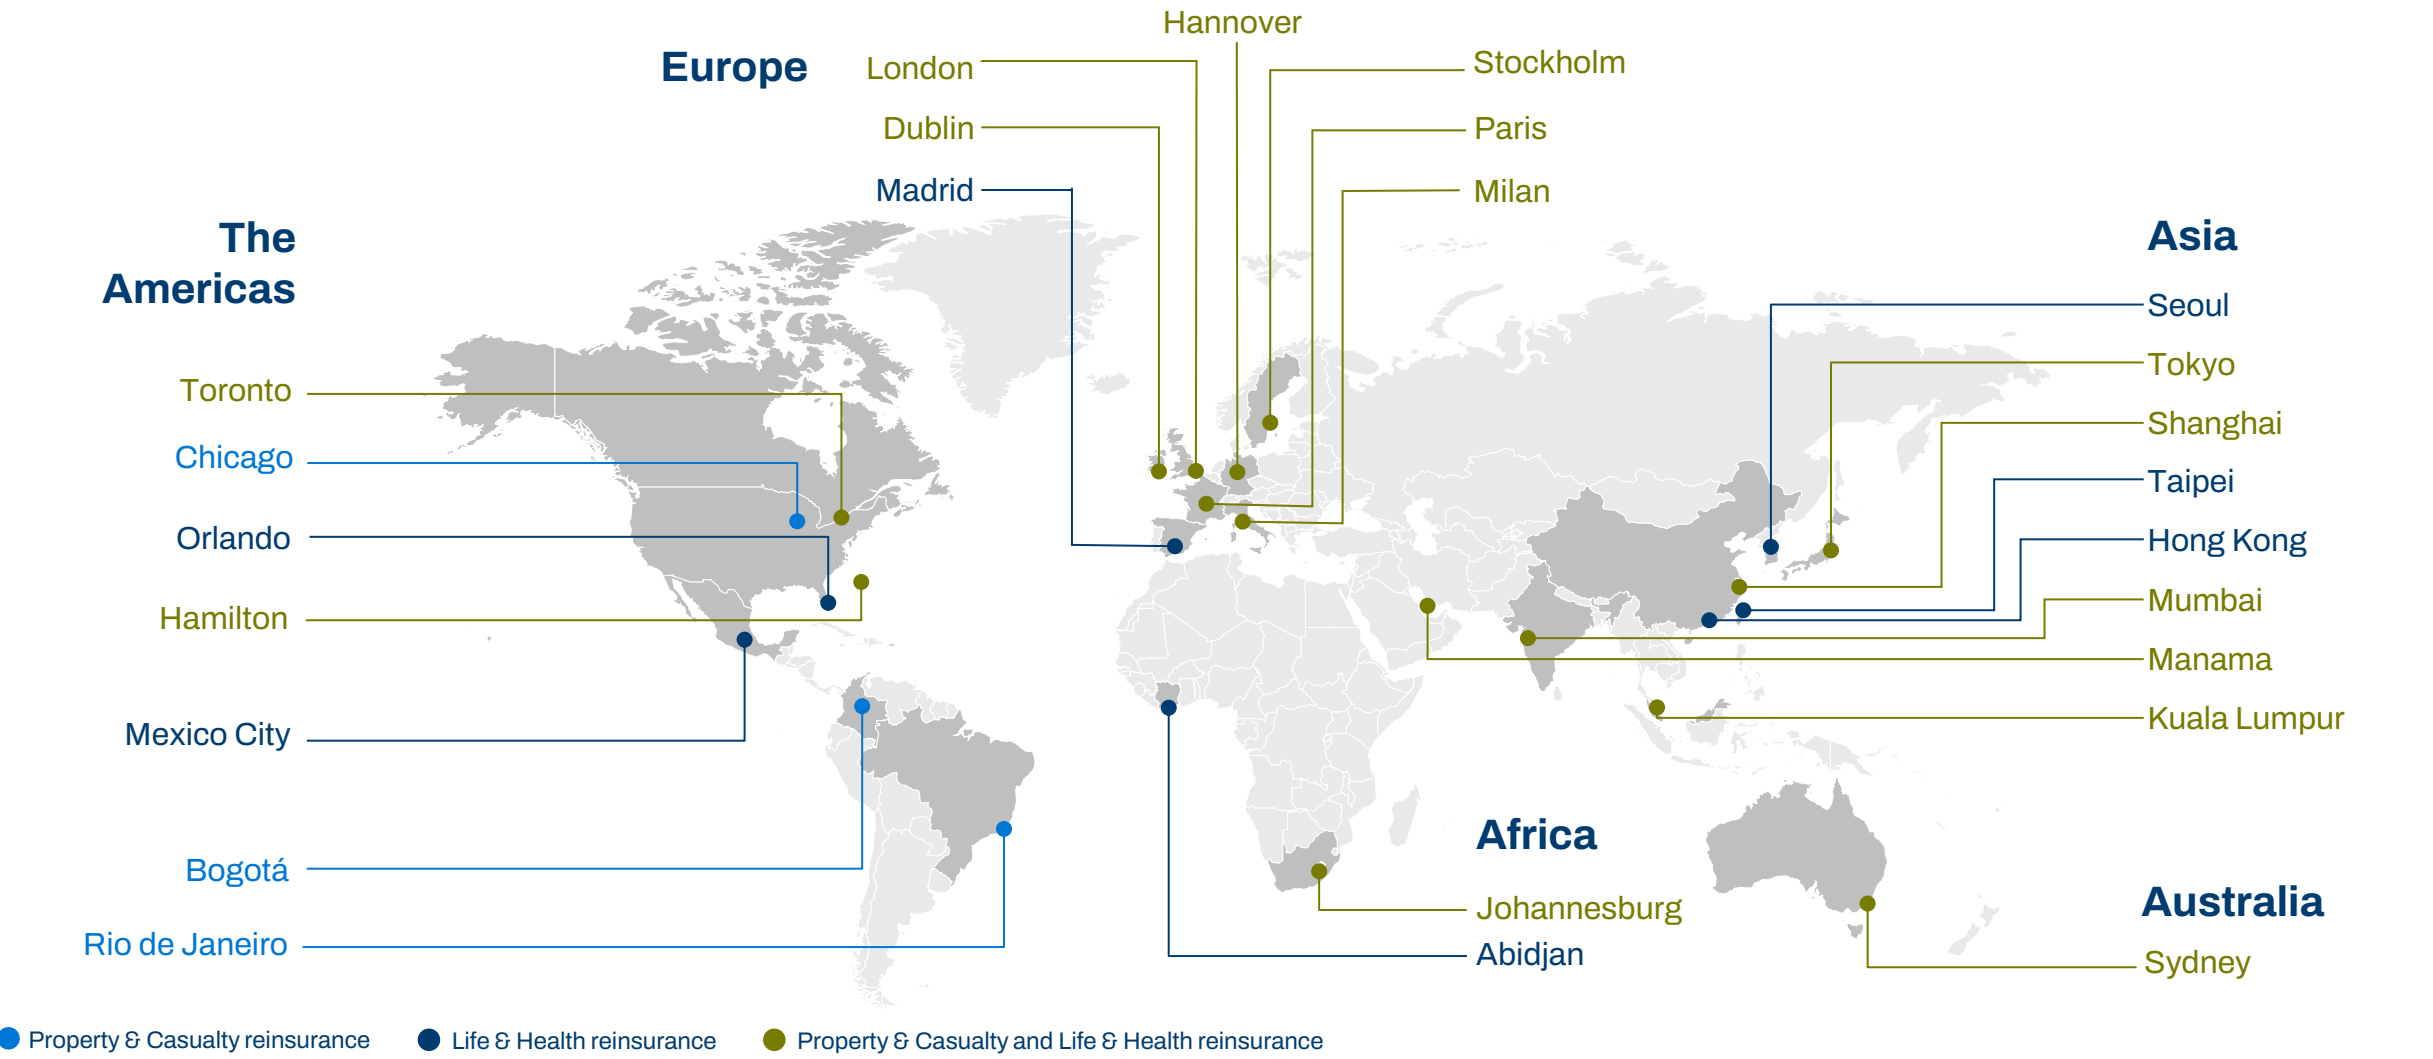 Hannover
Europe
London
Dublin
Madrid
Stockholm
Paris
Milan
The
Americas
Toronto
Chicago
Orlando
Hamilton
Mexico City
Bogotá
Rio de Janeiro
Asia
Seoul
Tokyo
Shanghai
Taipei
Hong Kong
Mumbai
Manama
Kuala Lumpur
Africa
Johannesburg
Abidjan
Australia
Sydney
Property & Casualty reinsurance
Life & Health reinsurance
Property & Casualty and Life & Health reinsurance